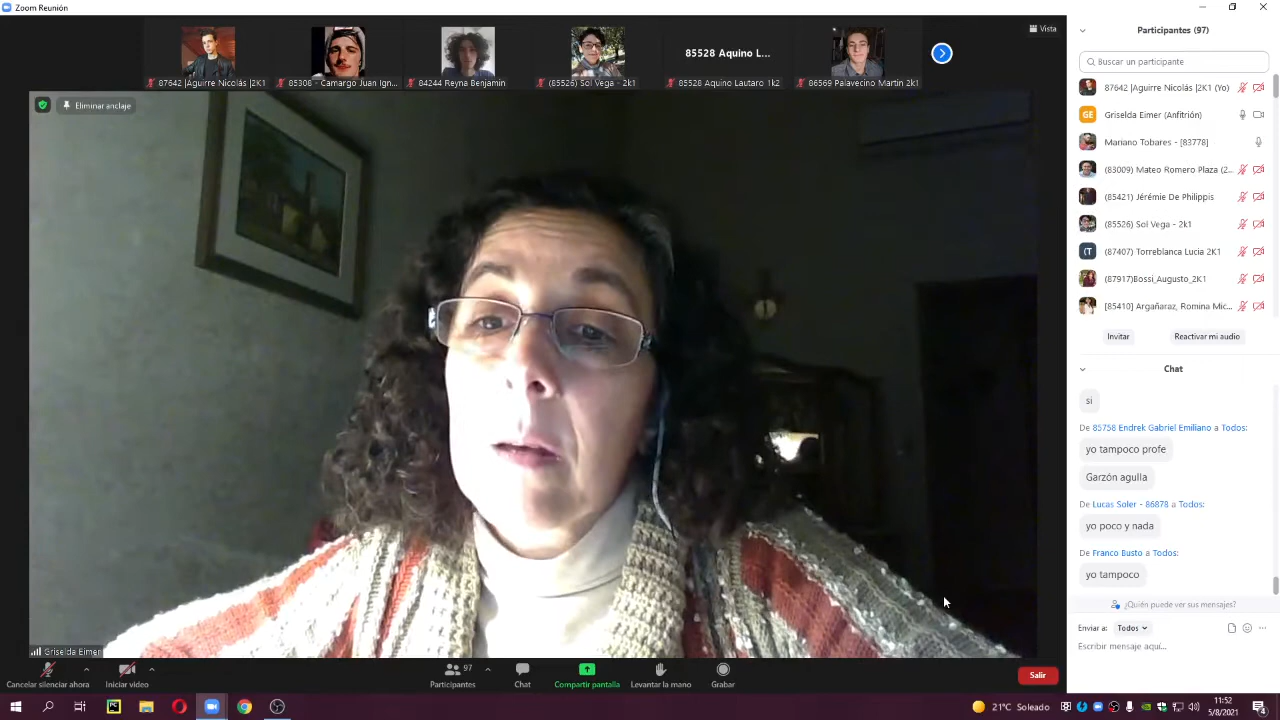 Zoom Reunión
Vista
87642 |Aguirre Nicolás |2K1
85308 - Camargo Juan Ign...
84244 Reyna Benjamin
(85526) Sol Vega - 2k1
85528 Aquino L...
85528 Aquino Lautaro 1k2
86569 Palavecino Martin 2k1
Eliminar anclaje
Griselda Eimer
Participantes (97)
Buscar un participante
87642 |Aguirre Nicolás |2K1 (Yo)
GE
Griselda Eimer (Anfitrión)
Mariano Tobares - [83778]
(83009) Mateo Romero Plaza (2...
(85421) Jérémie De Philippis
(85526) Sol Vega - 2k1
(T
(87407) Torreblanca Lucia 2K1
(87917)Bossi_Augusto_2K1
[85410] Argañaraz, Romina Mic...
Invitar
Reactivar mi audio
Chat
si
De 85758 Endrek Gabriel Emiliano a Todos:
yo tampoco profe
Garzón agulla
De Lucas Soler - 86878 a Todos:
yo poco y nada
De Franco Busto a Todos:
yo tampoco
¿Quién puede ver sus mensajes?
Enviar a: Todos
Escribir mensaje aquí...
Cancelar silenciar ahora
Iniciar video
97
Participantes
Chat
Compartir pantalla
Levantar la mano
Grabar
Salir
21°C Soleado
11:52
5/8/2021